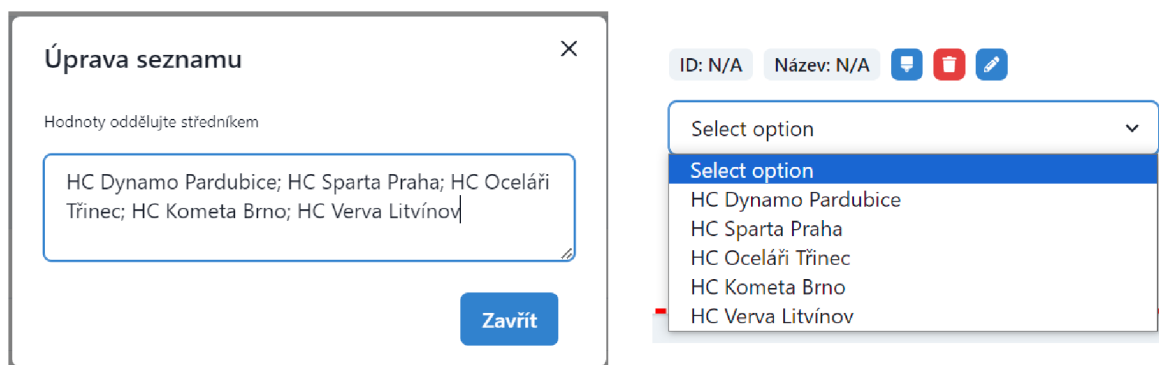 Úprava seznamu
Hodnoty oddělujte středníkem
HC Dynamo Pardubice; HC Sparta Praha; HC Oceláři
Třinec; HC Kometa Brno; HC Verva Litvínov
Zavřít
ID: N/A Název: N/A
Select option
Select option
HC Dynamo Pardubice
HC Sparta Praha
HC Oceláři Třinec
HC Kometa Brno
HC Verva Litvínov